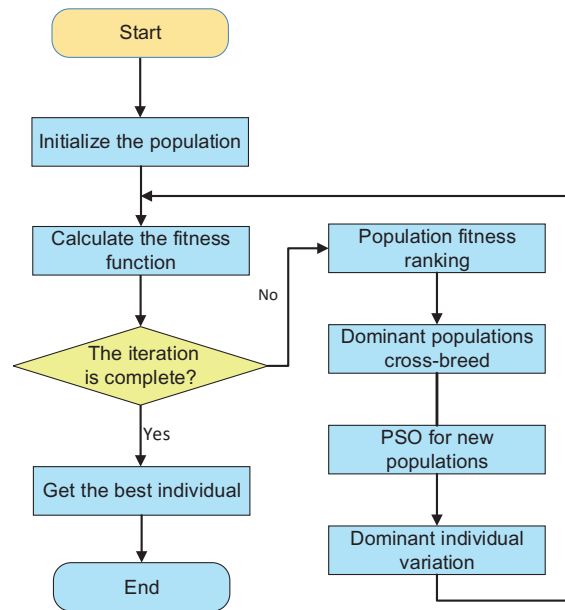 Start
Initialize the population
Calculate the fitness
function
The iteration
is complete?
No
Yes
Get the best individual
End
Population fitness
ranking
Dominant populations
cross-breed
PSO for new
populations
Dominant individual
variation